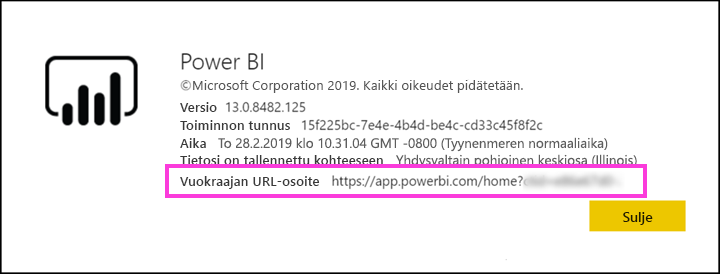 Power BI
©Microsoft Corporation 2019. Kaikki oikeudet pidätetään.
Versio 13.0.8482.125
Toiminnon tunnus 15f225bc-7e4e-4b4d-be4c-cd33c45f8f2c
Aika To 28.2.2019 klo 10.31.04 GMT -0800 (Tyynenmeren normaaliaika)
Tietosi on tallennettu kohteeseen Yhdysvaltain pohjoinen keskiosa (Illinois)
Vuokraajan URL-osoite https://app.powerbi.com/home?
Sulje